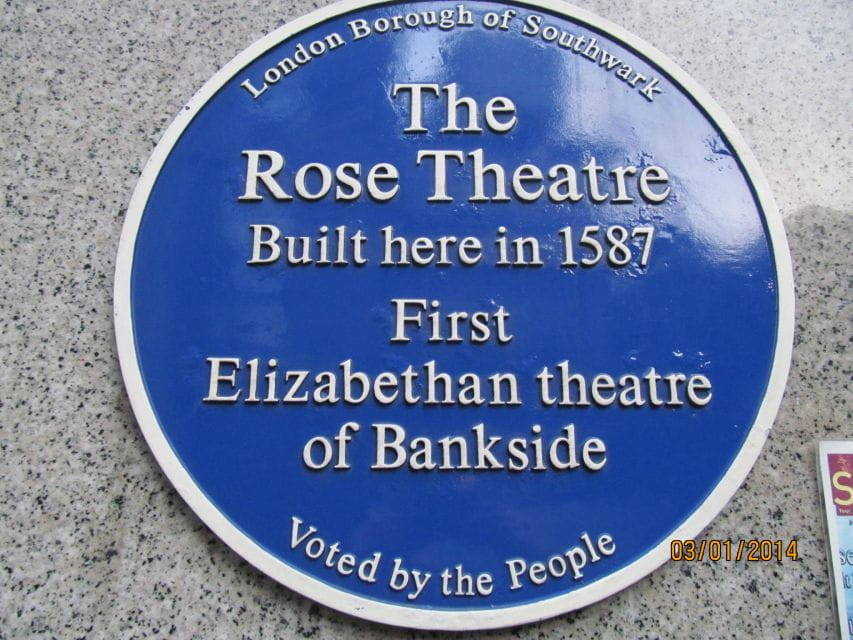 London Borough of Southwark
The
Rose Theatre
Built here in 1587
First
Elizabethan theatre
of Bankside
Voted by the People
03/01/2014